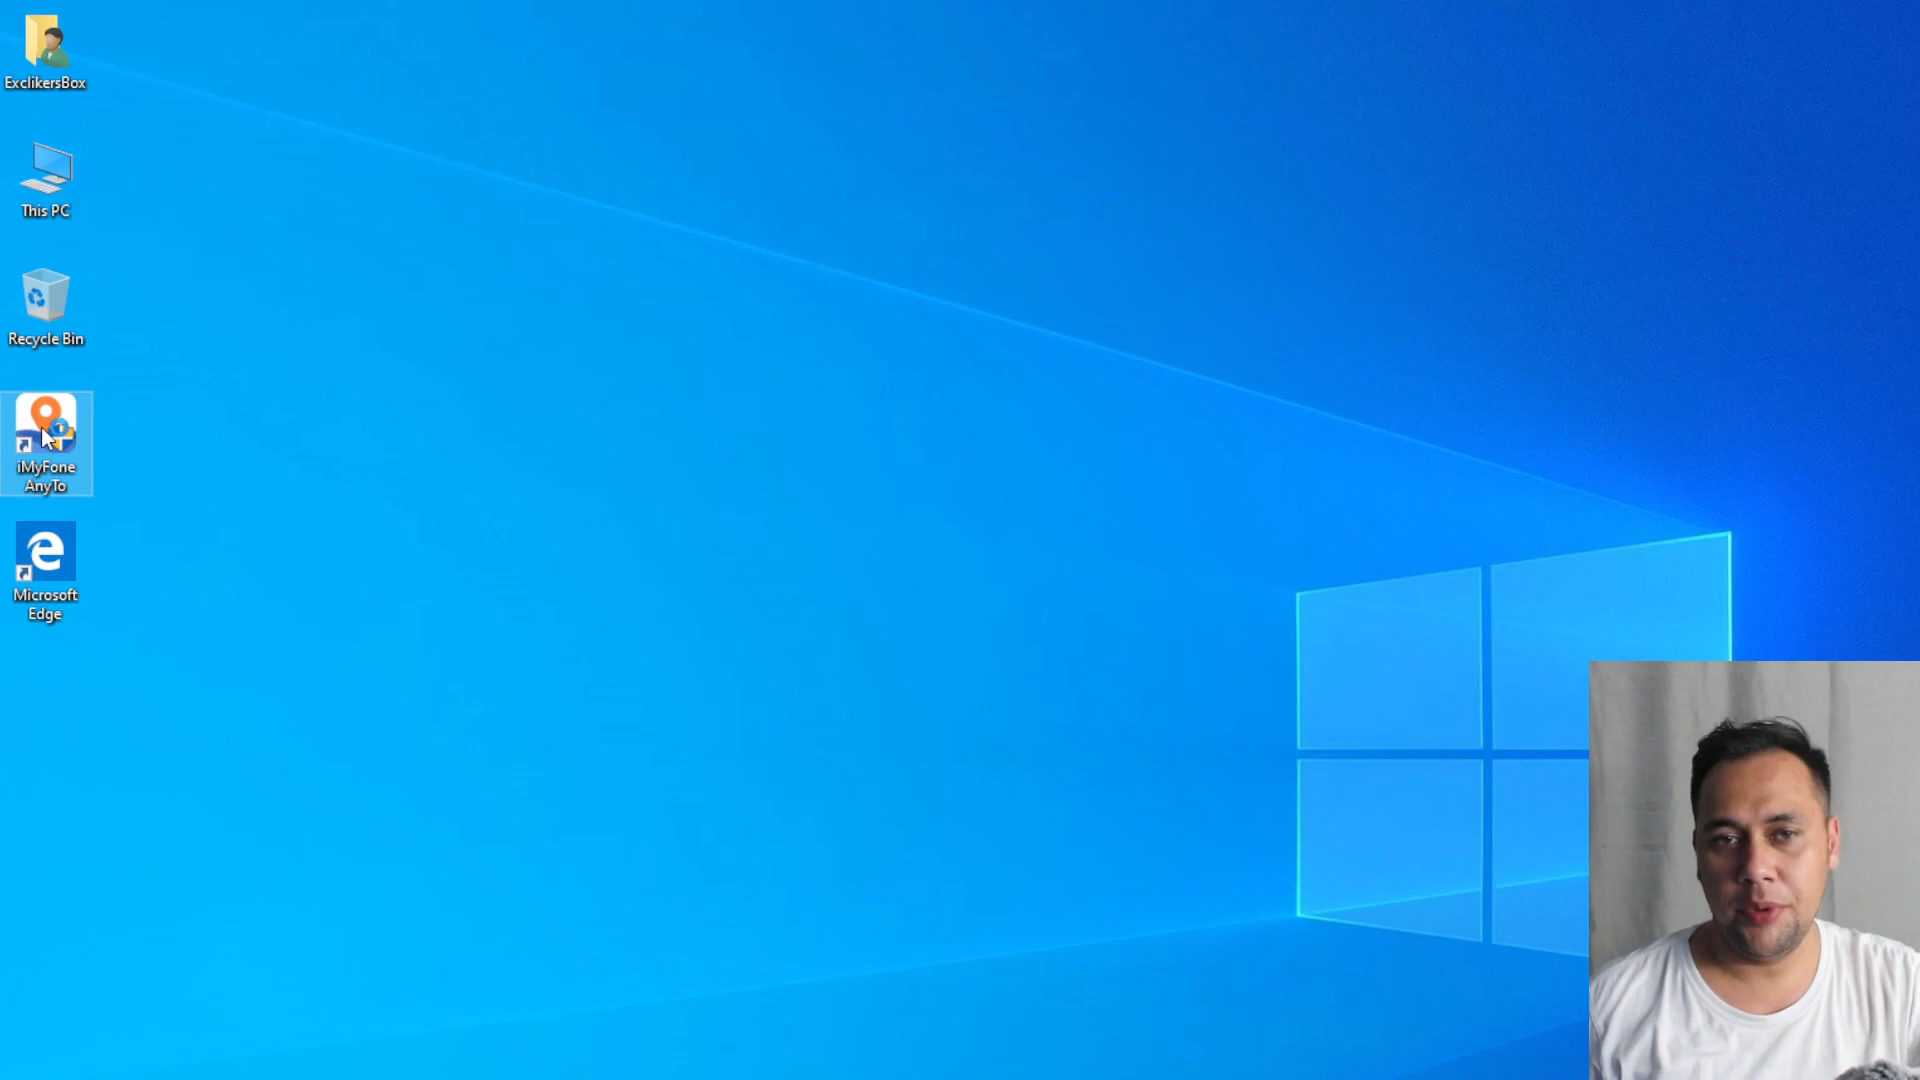 ExclikersBox
This PC
Recycle Bin
iMyFone
AnyTo
Microsoft
Edge